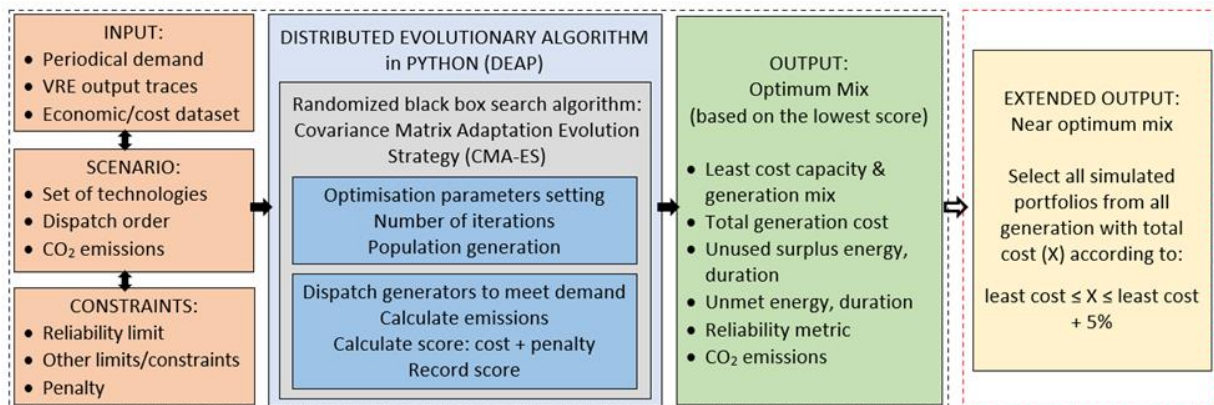 INPUT:
• Periodical demand
• VRE output traces
• Economic/cost dataset
SCENARIO:
• Set of technologies
• Dispatch order
• CO₂ emissions
CONSTRAINTS:
• Reliability limit
• Other limits/constraints
• Penalty
DISTRIBUTED EVOLUTIONARY ALGORITHM
in PYTHON (DEAP)
Randomized black box search algorithm:
Covariance Matrix Adaptation Evolution
Strategy (CMA-ES)
Optimisation parameters setting
Number of iterations
Population generation
Dispatch generators to meet demand
Calculate emissions
Calculate score: cost + penalty
Record score
OUTPUT:
Optimum Mix
(based on the lowest score)
• Least cost capacity &
generation mix
• Total generation cost
• Unused surplus energy,
duration
• Unmet energy, duration
• Reliability metric
• CO₂ emissions
EXTENDED OUTPUT:
Near optimum mix
Select all simulated
portfolios from all
generation with total
cost (X) according to:
least cost ≤ X ≤ least cost
+ 5%